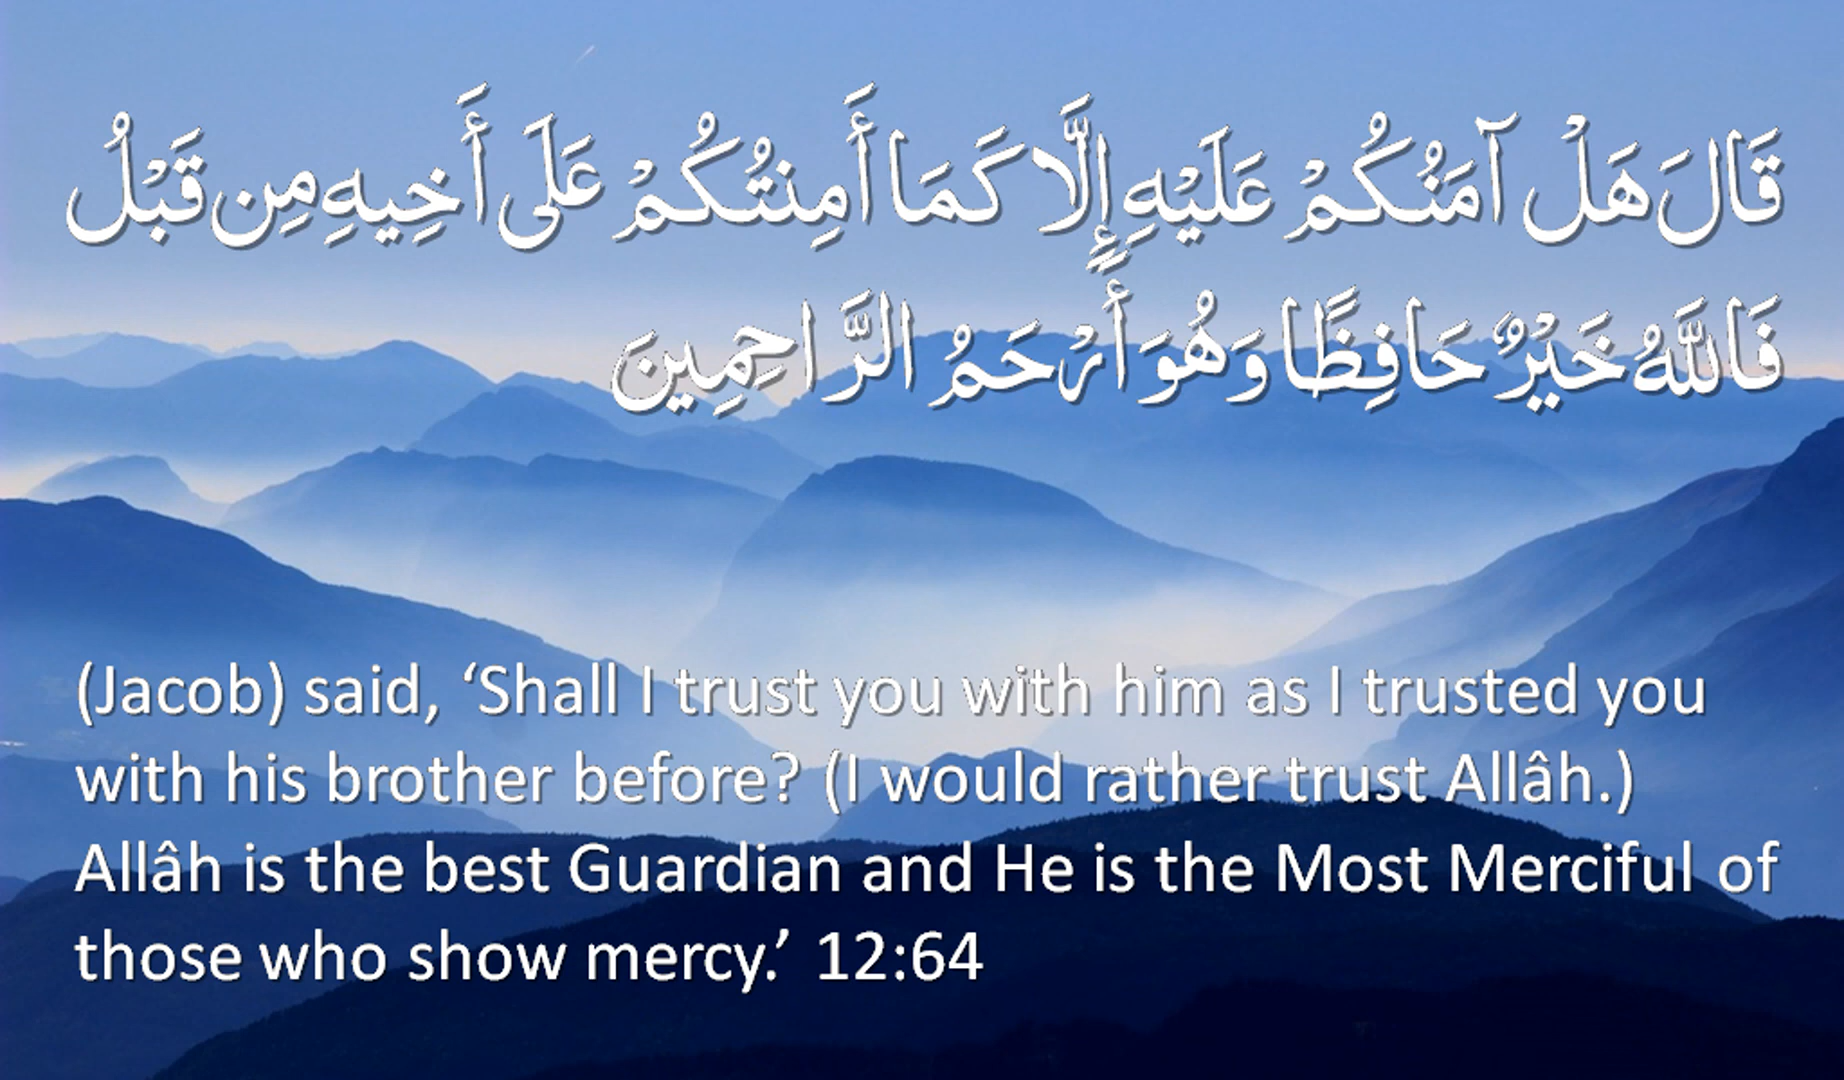 قَالَ هَلْ آمَنُكُمْ عَلَيْهِ إِلَّا كَمَا أَمِنتُكُمْ عَلَى أَخِيهِ مِن قَبْلُ
فَاللَّهُ خَيْرٌ حَافِظًا وَهُوَ أَرْحَمُ الرَّاحِمِينَ
(Jacob) said, ‘Shall I trust you with him as I trusted you
with his brother before? (I would rather trust Allâh.)
Allâh is the best Guardian and He is the Most Merciful of
those who show mercy.’ 12:64